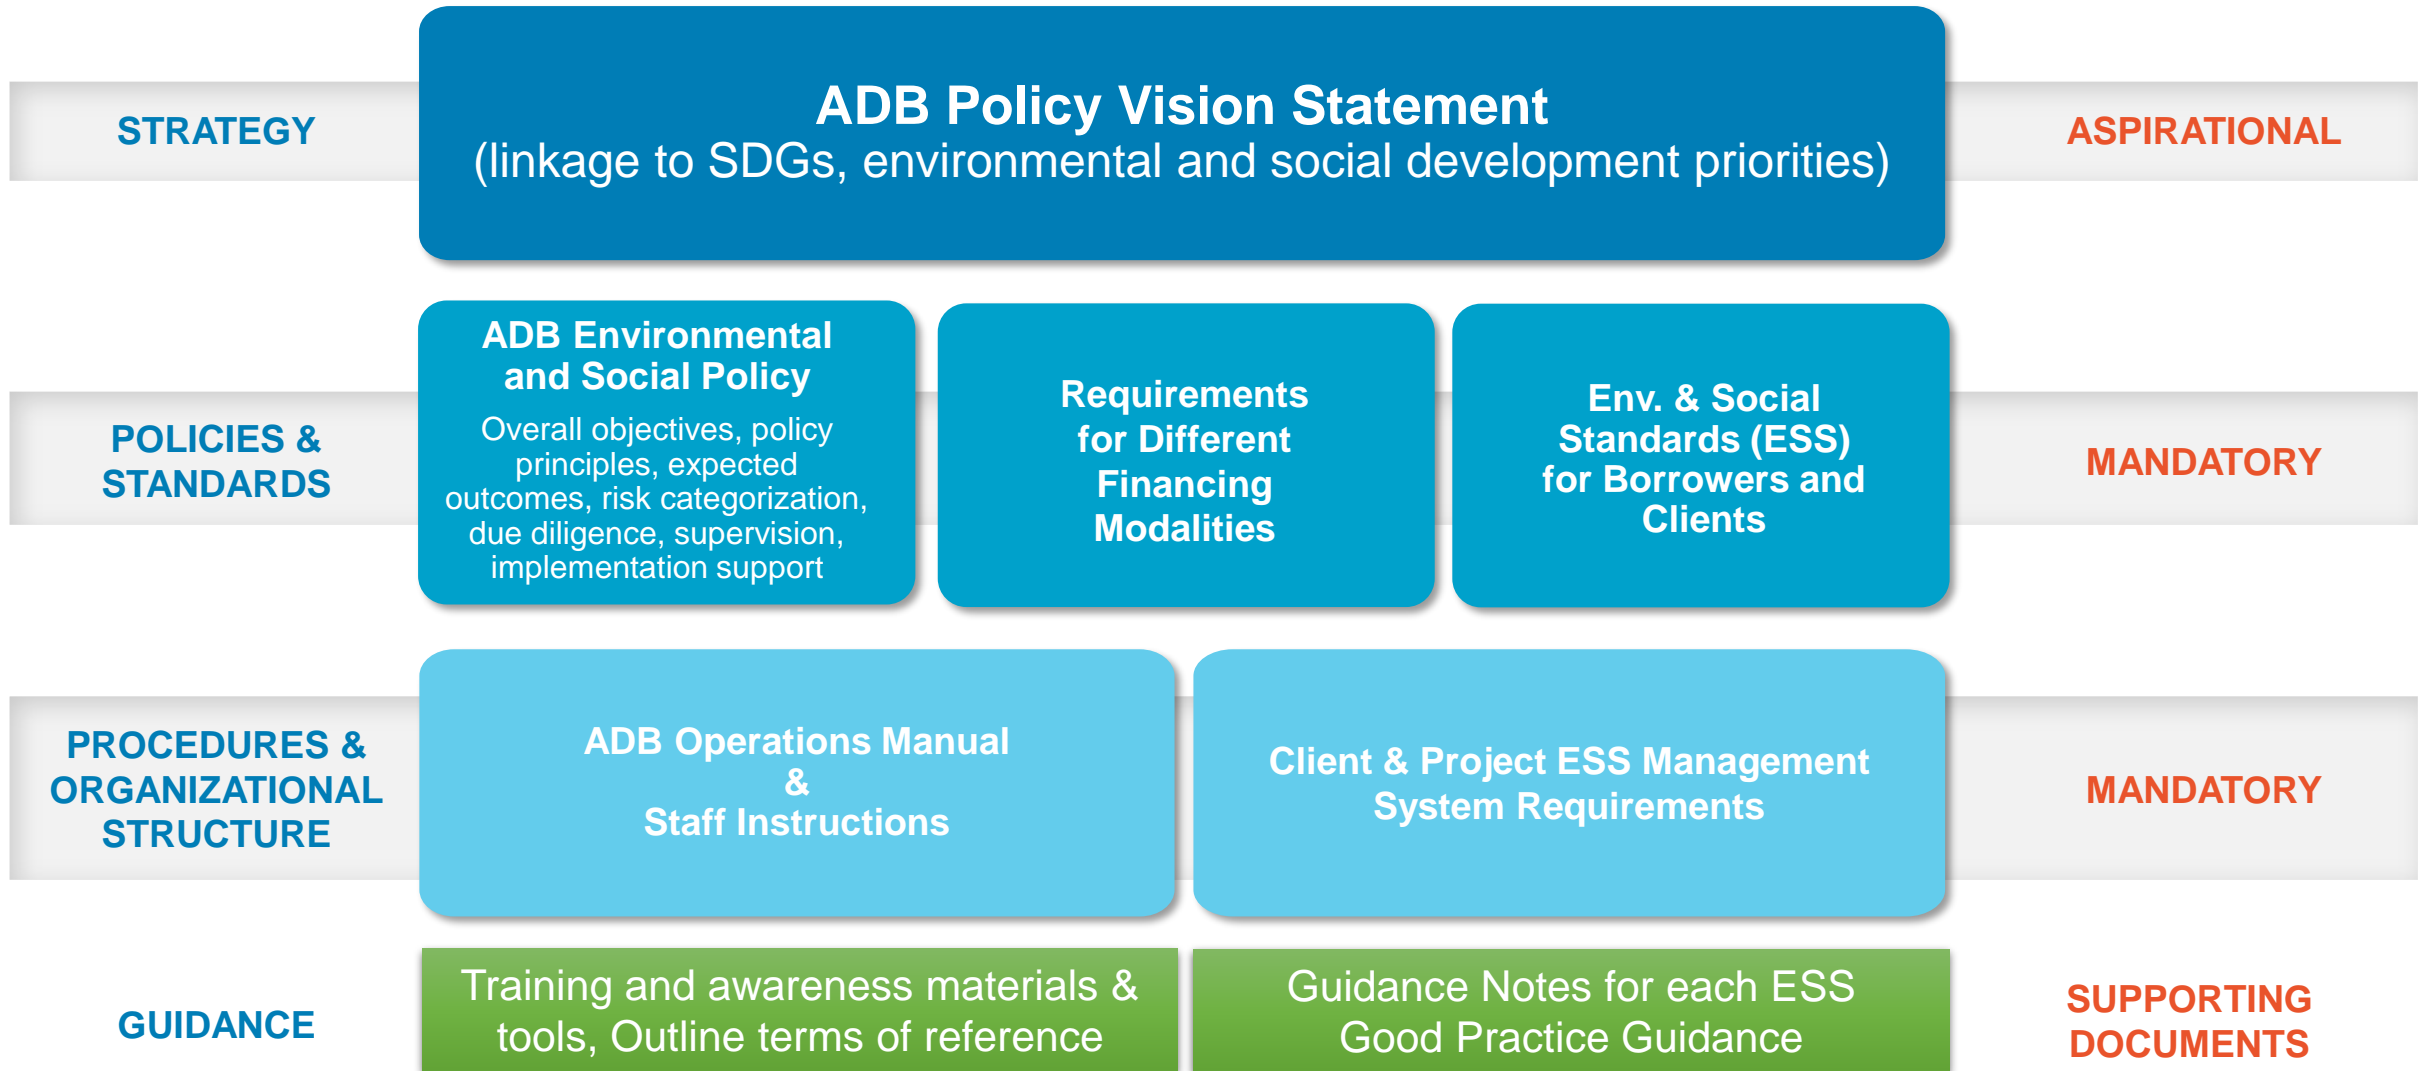 STRATEGY
ADB Policy Vision Statement
(linkage to SDGs, environmental and social development priorities)
ASPIRATIONAL
POLICIES &
STANDARDS
ADB Environmental
and Social Policy
Overall objectives, policy
principles, expected
outcomes, risk categorization,
due diligence, supervision,
implementation support
Requirements
for Different
Financing
Modalities
Env. & Social
Standards (ESS)
for Borrowers and
Clients
MANDATORY
PROCEDURES &
ORGANIZATIONAL
STRUCTURE
ADB Operations Manual
&
Staff Instructions
Client & Project ESS Management
System Requirements
MANDATORY
GUIDANCE
Training and awareness materials &
tools, Outline terms of reference
Guidance Notes for each ESS
Good Practice Guidance
SUPPORTING
DOCUMENTS